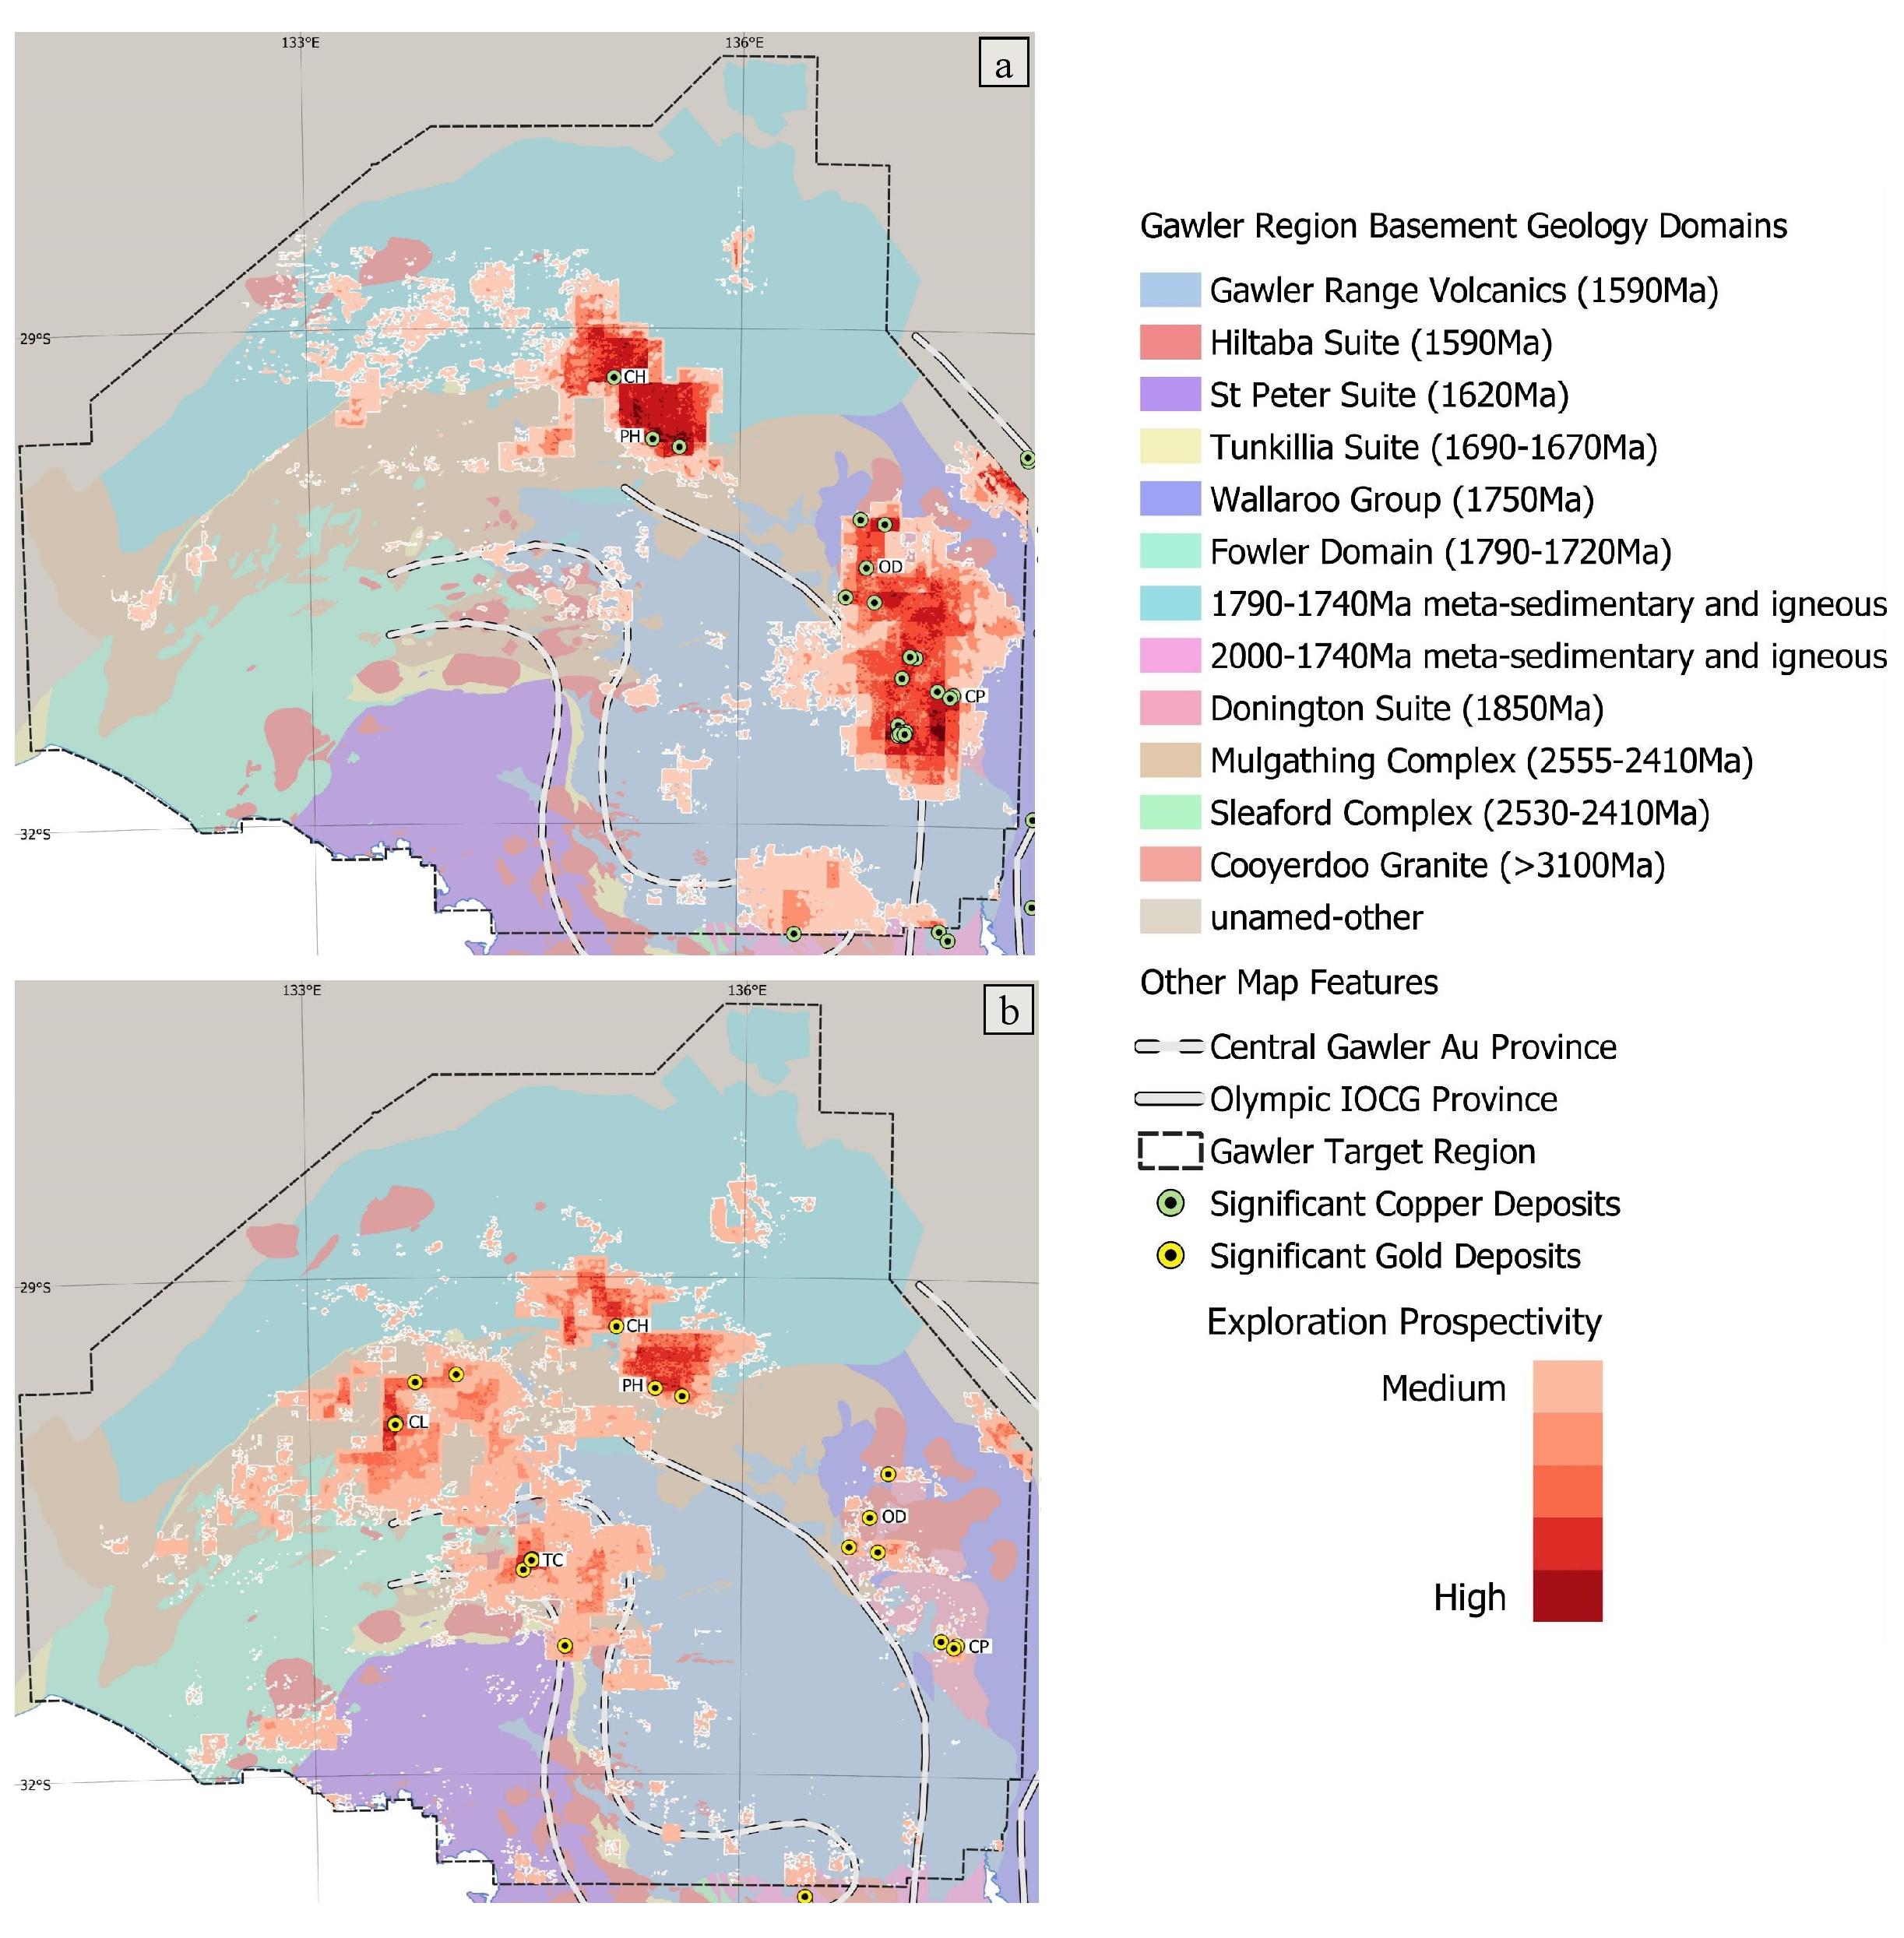 133°E
136°E
a
29°S
CH
PH
OD
CP
32°S
133°E
136°E
b
29°S
CH
PH
CL
OD
TC
CP
32°S
Gawler Region Basement Geology Domains
Gawler Range Volcanics (1590Ma)
Hiltaba Suite (1590Ma)
St Peter Suite (1620Ma)
Tunkillia Suite (1690-1670Ma)
Wallaroo Group (1750Ma)
Fowler Domain (1790-1720Ma)
1790-1740Ma meta-sedimentary and igneous
2000-1740Ma meta-sedimentary and igneous
Donington Suite (1850Ma)
Mulgathing Complex (2555-2410Ma)
Sleaford Complex (2530-2410Ma)
Cooyerdoo Granite (>3100Ma)
unamed-other
Other Map Features
Central Gawler Au Province
Olympic IOCG Province
Gawler Target Region
Significant Copper Deposits
Significant Gold Deposits
Exploration Prospectivity
Medium
High